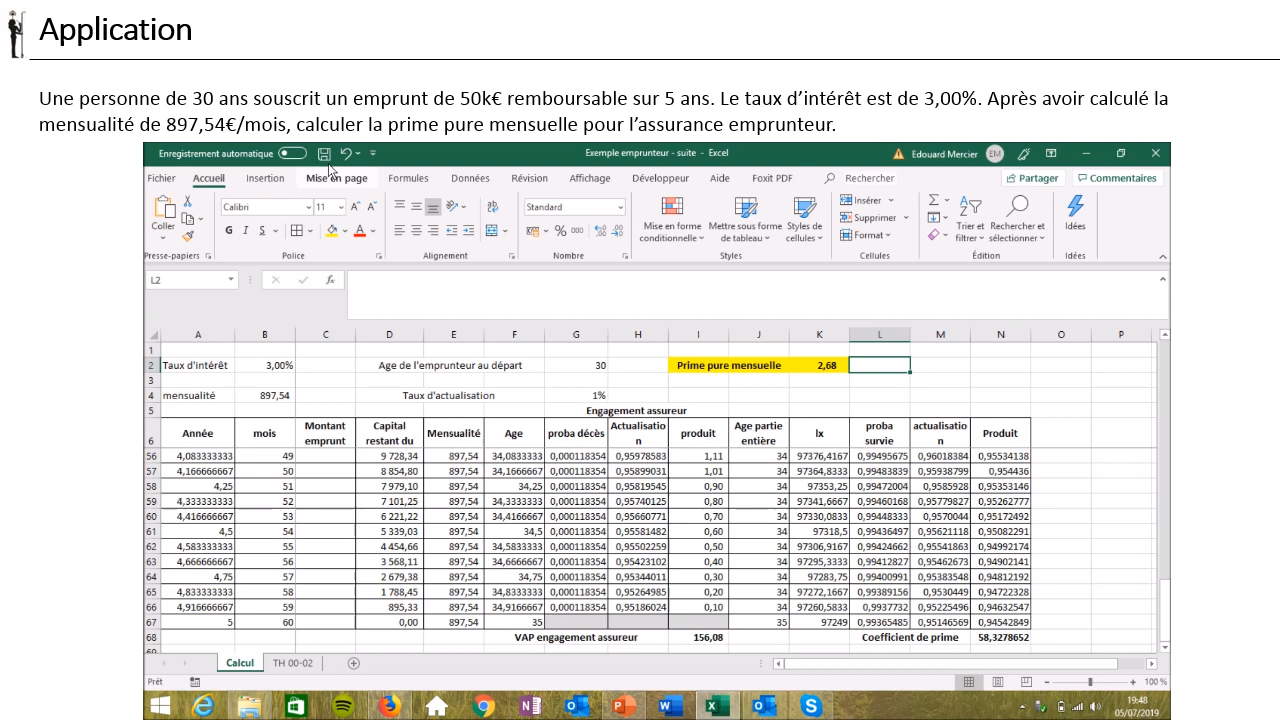 Application
Une personne de 30 ans souscrit un emprunt de 50k€ remboursable sur 5 ans. Le taux d’intérêt est de 3,00%. Après avoir calculé la
mensualité de 897,54€/mois, calculer la prime pure mensuelle pour l’assurance emprunteur.
Enregistrement automatique Exemple emprunteur - suite - Excel Edouard Mercier EM
Fichier Accueil Insertion Mise en page Formules Données Révision Affichage Développeur Aide Foxit PDF Rechercher Partager Commentaires
Coller Calibri 11 Standard Insérer Supprimer Format
G I S % 000
Mise en forme conditionnelle Mettre sous forme de tableau Styles de cellules Trier et filtrer Rechercher et sélectionner Idées
Presse-papiers Police Alignement Nombre Styles Cellules Édition Idées
L2 fx
A B C D E F G H I J K L M N O P
1
2 Taux d'intérêt 3,00% Age de l'emprunteur au départ 30 Prime pure mensuelle 2,68
3
4 mensualité 897,54 Taux d'actualisation 1%
5 Engagement assureur
6 Année mois Montant emprunt Capital restant du Mensualité Age proba décès Actualisation produit Age partie entière lx proba survie actualisation Produit
56 4,083333333 49 9 728,34 897,54 34,0833333 0,000118354 0,95978583 1,11 34 97376,4167 0,99495675 0,96018384 0,95534138
57 4,166666667 50 8 854,80 897,54 34,1666667 0,000118354 0,95899031 1,01 34 97364,8333 0,99483839 0,95938799 0,954436
58 4,25 51 7 979,10 897,54 34,25 0,000118354 0,95819545 0,90 34 97353,25 0,99472004 0,9585928 0,95353146
59 4,333333333 52 7 101,25 897,54 34,3333333 0,000118354 0,95740125 0,80 34 97341,6667 0,99460168 0,95779827 0,95262777
60 4,416666667 53 6 221,22 897,54 34,4166667 0,000118354 0,95660771 0,70 34 97330,0833 0,99448333 0,9570044 0,95172492
61 4,5 54 5 339,03 897,54 34,5 0,000118354 0,95581482 0,60 34 97318,5 0,99436497 0,95621118 0,95082291
62 4,583333333 55 4 454,66 897,54 34,5833333 0,000118354 0,95502259 0,50 34 97306,9167 0,99424662 0,95541863 0,94992174
63 4,666666667 56 3 568,11 897,54 34,6666667 0,000118354 0,95423102 0,40 34 97295,3333 0,99412827 0,95462673 0,94902141
64 4,75 57 2 679,38 897,54 34,75 0,000118354 0,95344011 0,30 34 97283,75 0,99400991 0,95383548 0,94812192
65 4,833333333 58 1 788,45 897,54 34,8333333 0,000118354 0,95264985 0,20 34 97272,1667 0,99389156 0,9530449 0,94722328
66 4,916666667 59 895,33 897,54 34,9166667 0,000118354 0,95186024 0,10 34 97260,5833 0,9937732 0,95225496 0,94632547
67 5 60 0,00 897,54 35 35 97249 0,99365485 0,95146569 0,94542849
68 VAP engagement assureur 156,08 Coefficient de prime 58,3278652
69
Calcul TH 00-02
Prêt 100 %
19:48
05/07/2019